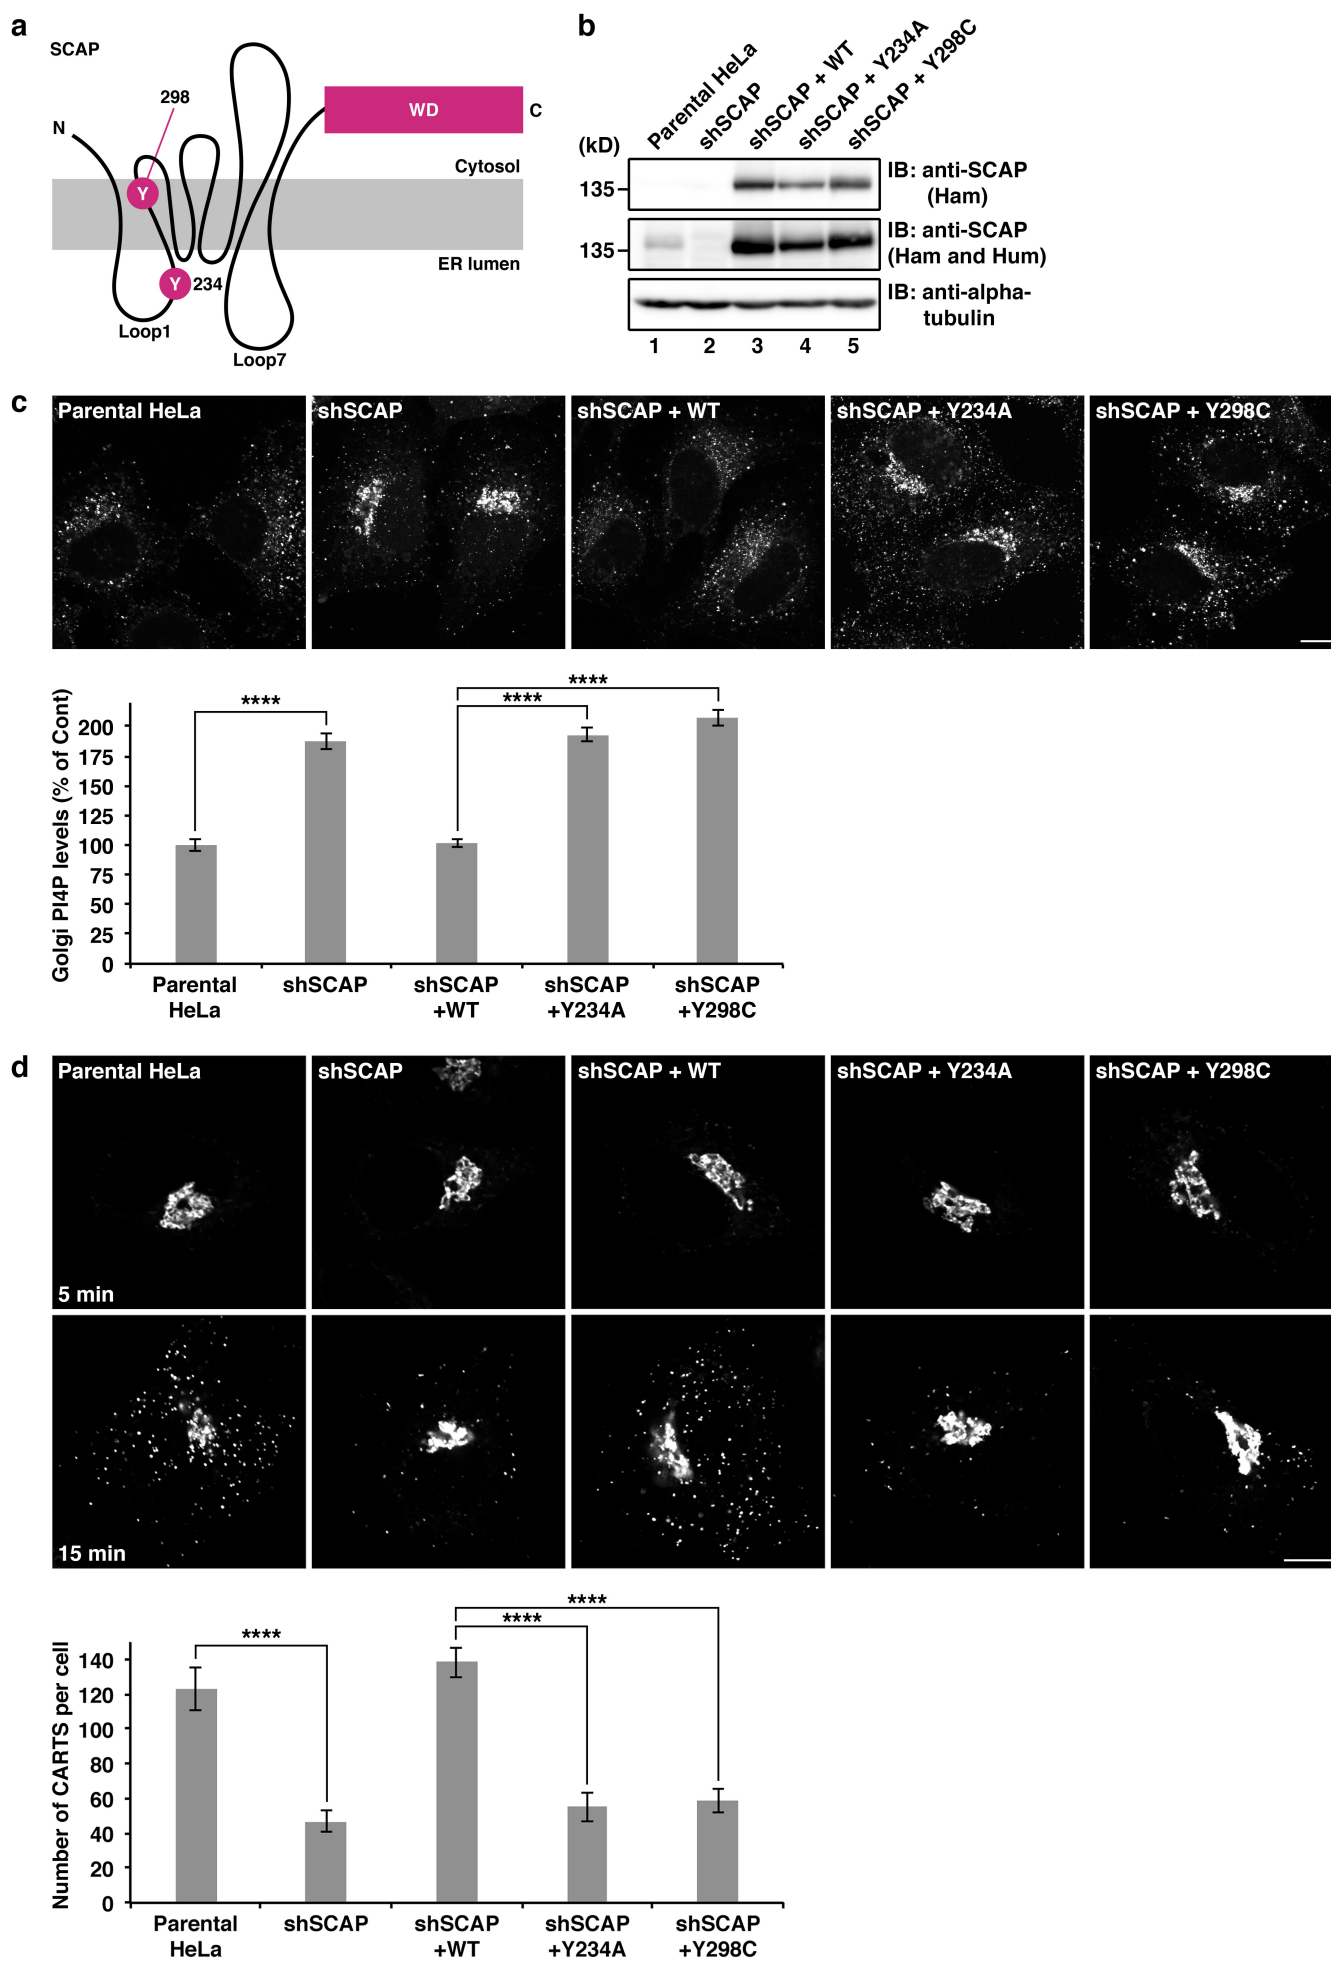 a
SCAP
298
N
Y
WD
C
Cytosol
ER lumen
Y
234
Loop1
Loop7
b
Parental HeLa
shSCAP
shSCAP + WT
shSCAP + Y234A
shSCAP + Y298C
(kD)
135
IB: anti-SCAP
(Ham)
135
IB: anti-SCAP
(Ham and Hum)
IB: anti-alpha-
tubulin
1 2 3 4 5
c
Parental HeLa
shSCAP
shSCAP + WT
shSCAP + Y234A
shSCAP + Y298C
Golgi PI4P levels (% of Cont)
200
175
150
125
100
75
50
25
0
****
****
****
Parental
HeLa
shSCAP
shSCAP
+WT
shSCAP
+Y234A
shSCAP
+Y298C
d
Parental HeLa
shSCAP
shSCAP + WT
shSCAP + Y234A
shSCAP + Y298C
5 min
15 min
Number of CARTS per cell
140
120
100
80
60
40
20
0
****
****
****
Parental
HeLa
shSCAP
shSCAP
+WT
shSCAP
+Y234A
shSCAP
+Y298C